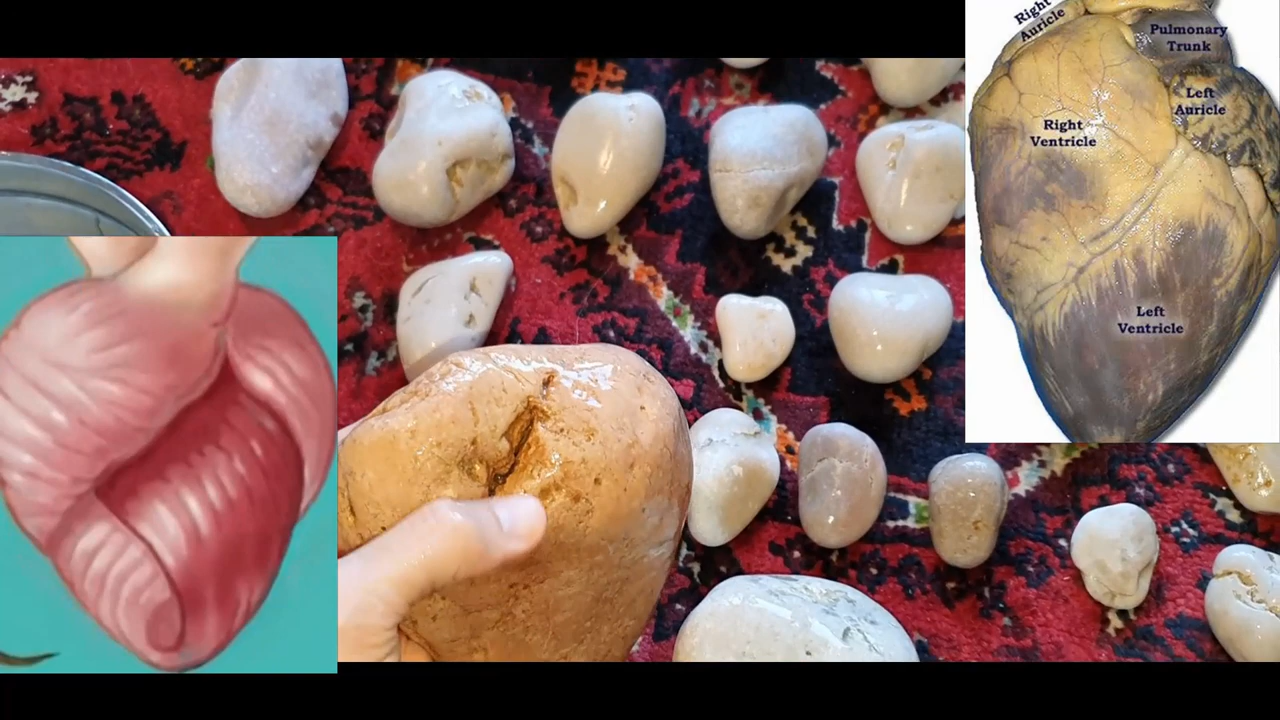 Right
Auricle
Pulmonary
Trunk
Left
Auricle
Right
Ventricle
Left
Ventricle